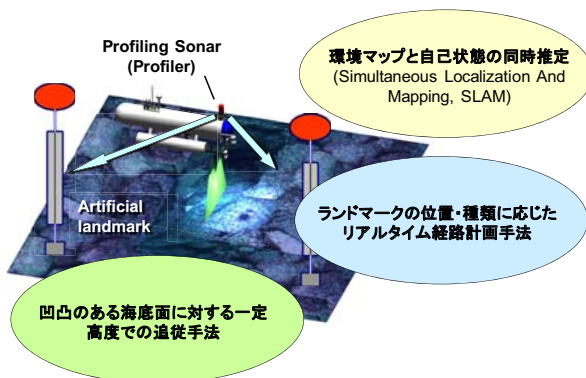 Profiling Sonar
(Profiler)
環境マップと自己状態の同時推定
(Simultaneous Localization And
Mapping, SLAM)
Artificial
landmark
ランドマークの位置・種類に応じた
リアルタイム経路計画手法
凹凸のある海底面に対する一定
高度での追従手法